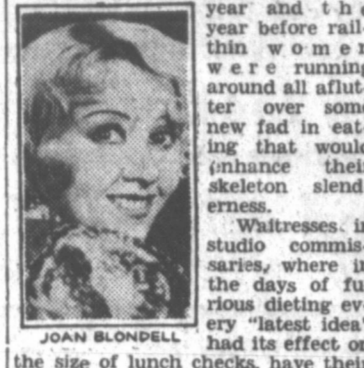 year and the
year before rail-
thin women
were running
around all aflut-
ter over some
new fad in eat-
ing that would
enhance their
skeleton slend-
erness.
Waitresses in
studio commis-
saries, where in
the days of fu-
rious dieting ev-
ery "latest idea"
had its effect on
JOAN BLONDELL
the size of lunch checks, have their